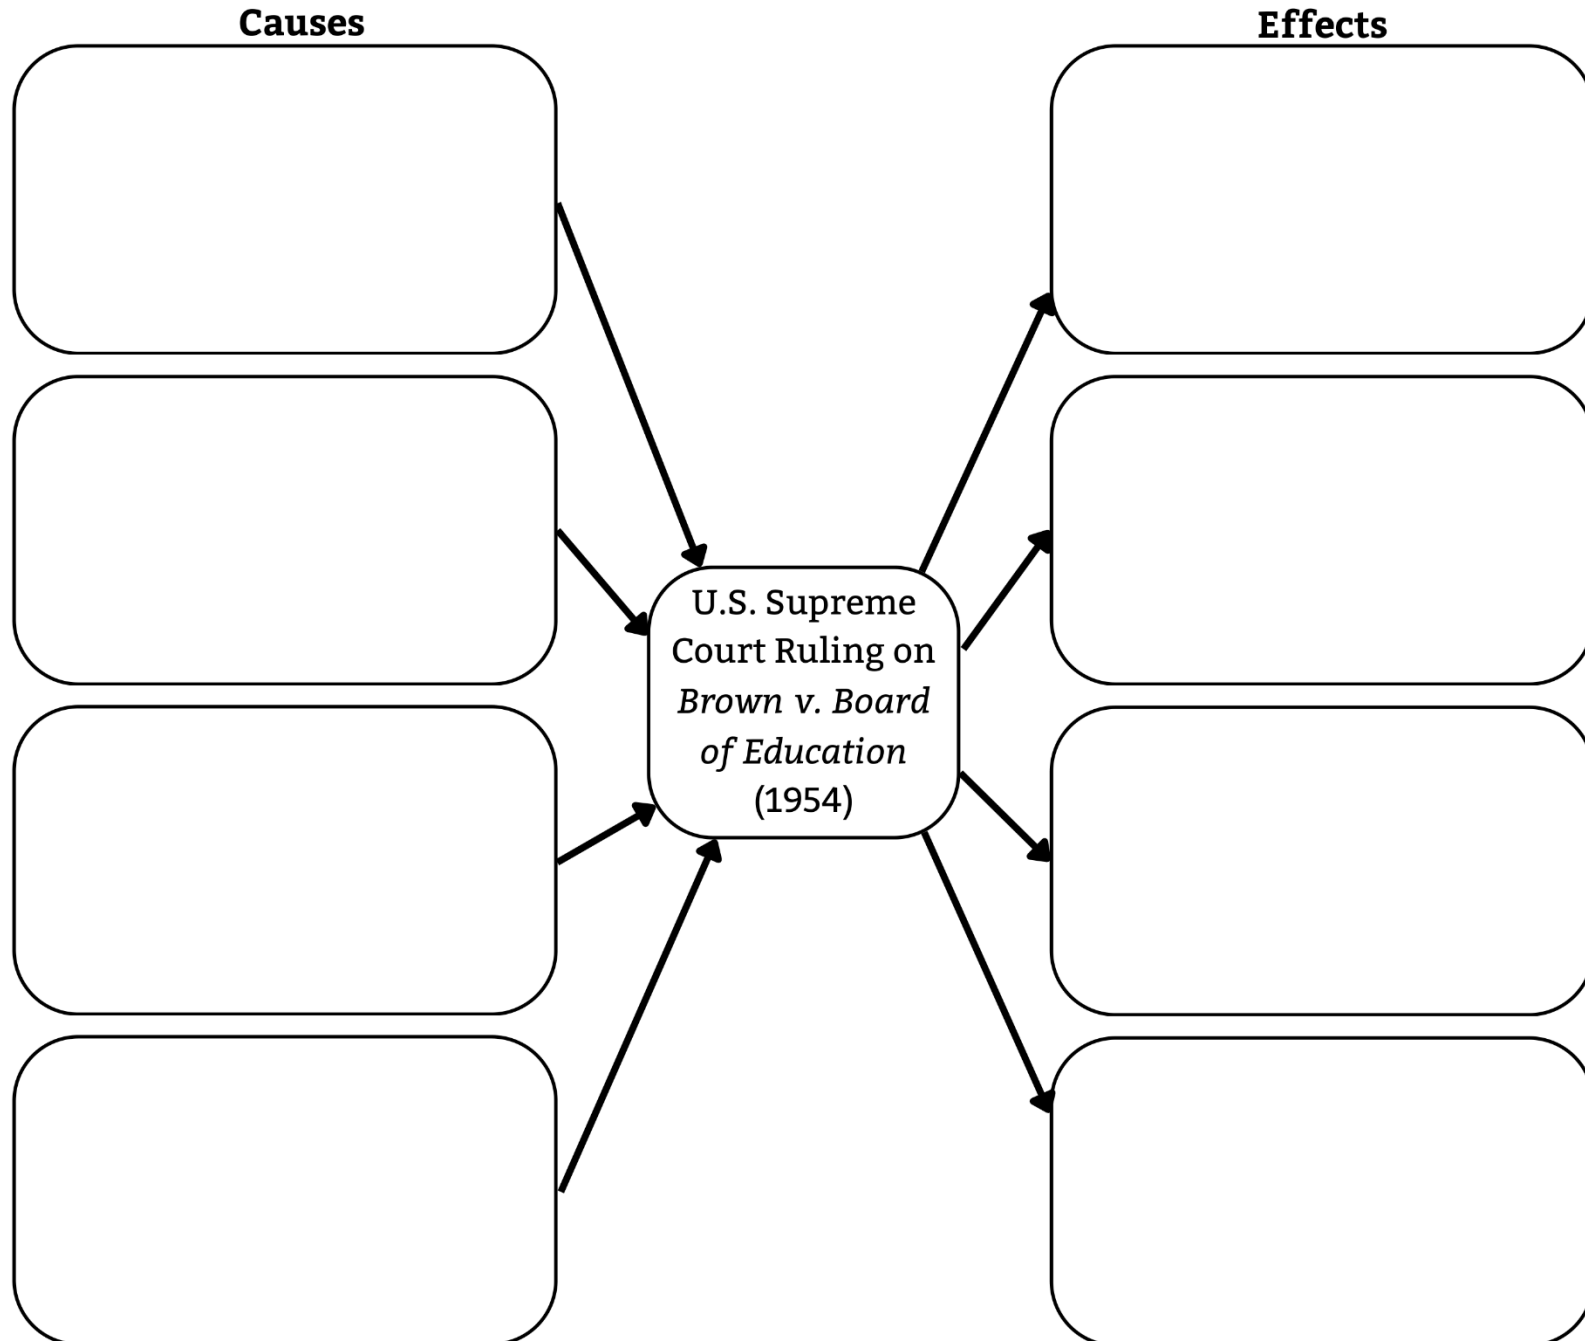 Causes
Effects
U.S. Supreme
Court Ruling on
Brown v. Board
of Education
(1954)